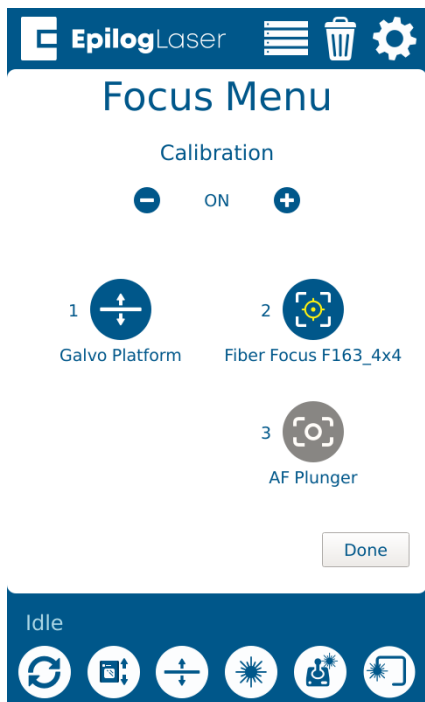 EpilogLaser
Focus Menu
Calibration
ON
1
2
Galvo Platform
Fiber Focus F163_4x4
3
AF Plunger
Done
Idle